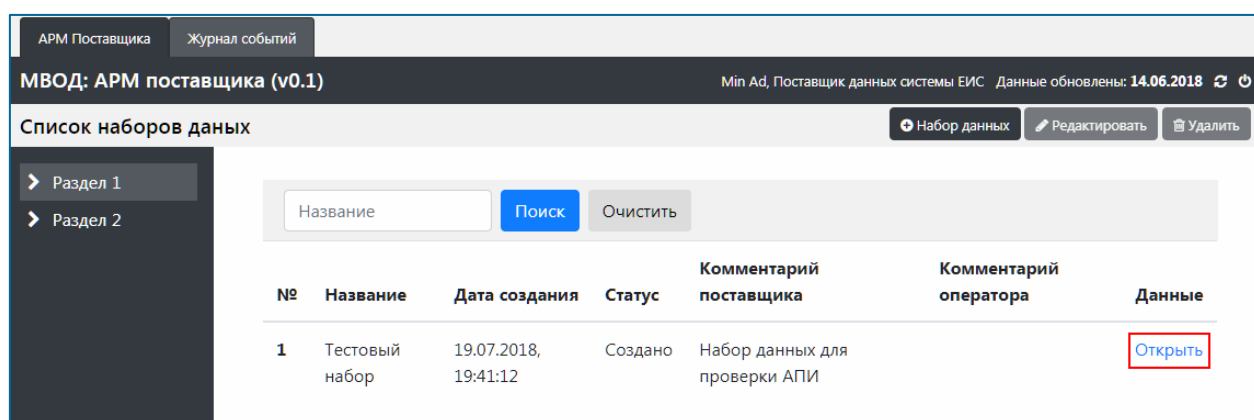 АРМ Поставщика Журнал событий
МВОД: АРМ поставщика (v0.1) Min Ad, Поставщик данных системы ЕИС Данные обновлены: 14.06.2018
Список наборов даных Набор данных Редактировать Удалить
Раздел 1
Раздел 2
Название Поиск Очистить
№ Название Дата создания Статус Комментарий поставщика Комментарий оператора Данные
1 Тестовый набор 19.07.2018, 19:41:12 Создано Набор данных для проверки АПИ Открыть